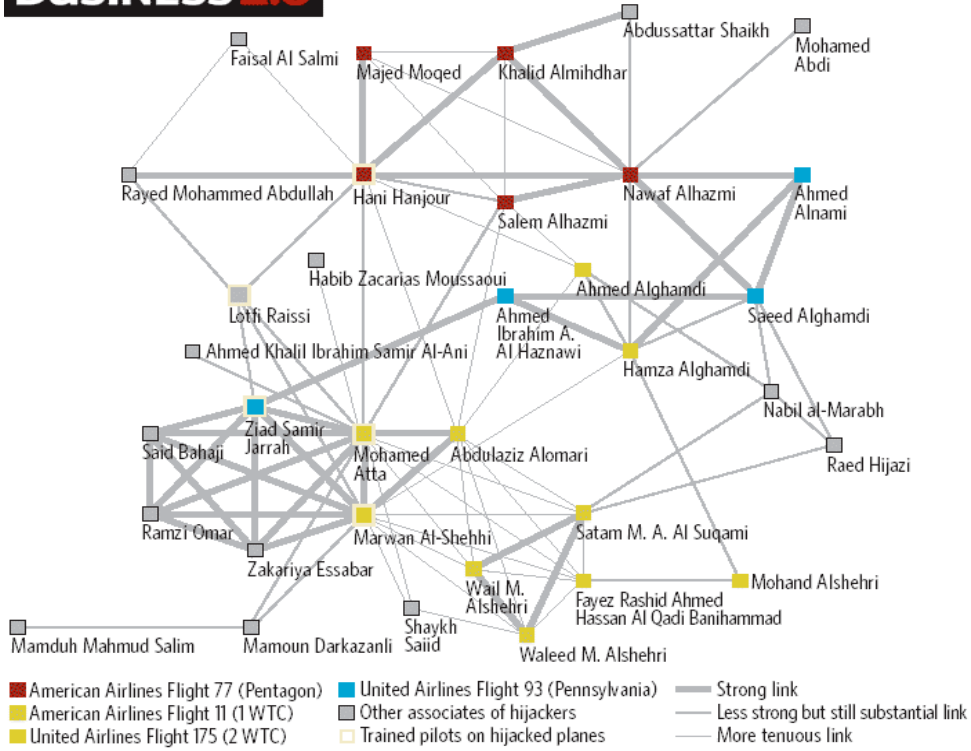 BUSINESS 2.0
Abdussattar Shaikh
Mohamed
Abdi
Faisal Al Salmi
Majed Moqed
Khalid Almihdhar
Rayed Mohammed Abdullah
Hani Hanjour
Nawaf Alhazmi
Ahmed
Alnami
Salem Alhazmi
Habib Zacarias Moussaoui
Ahmed Alghamdi
Lotfi Raissi
Ahmed
Ibrahim A.
Al Haznawi
Saeed Alghamdi
Ahmed Khalil Ibrahim Samir Al-Ani
Hamza Alghamdi
Nabil al-Marabh
Said Bahaji
Ziad Samir
Jarrah
Mohamed
Atta
Abdulaziz Alomari
Raed Hijazi
Ramzi Omar
Marwan Al-Shehhi
Satam M. A. Al Suqami
Zakariya Essabar
Wail M.
Alshehri
Fayez Rashid Ahmed
Hassan Al Qadi Banihammad
Mohand Alshehri
Shaykh
Saiid
Mamduh Mahmud Salim
Mamoun Darkazanli
Waleed M. Alshehri
American Airlines Flight 77 (Pentagon)
American Airlines Flight 11 (1 WTC)
United Airlines Flight 175 (2 WTC)
United Airlines Flight 93 (Pennsylvania)
Other associates of hijackers
Trained pilots on hijacked planes
Strong link
Less strong but still substantial link
More tenuous link